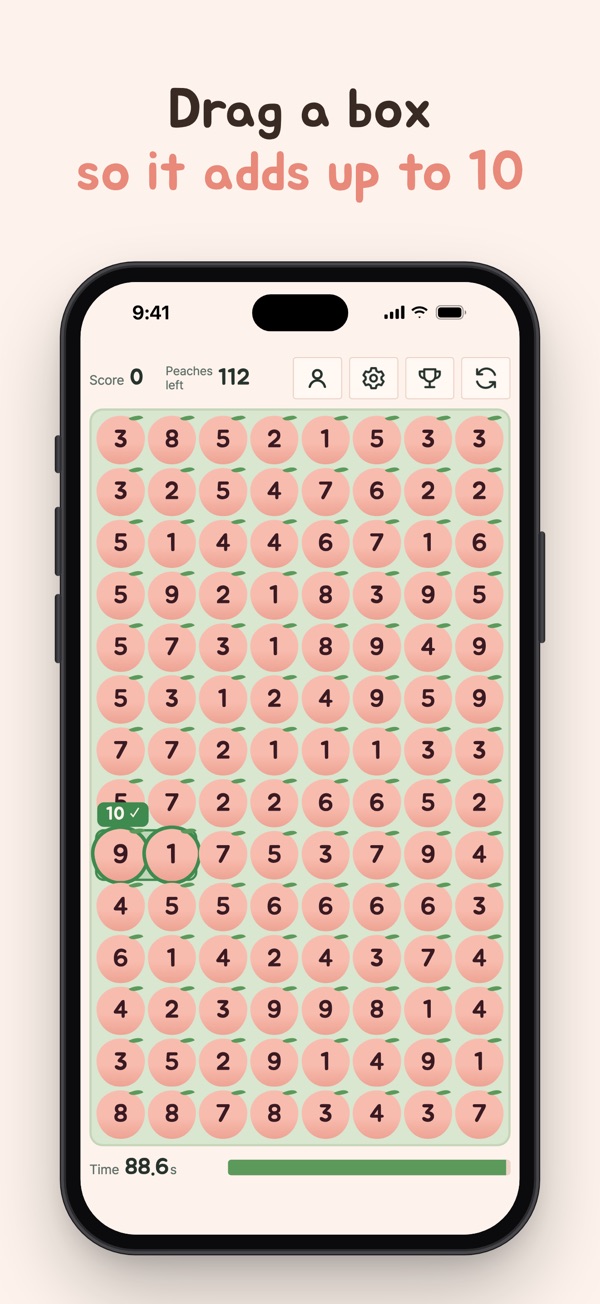 Drag a box
so it adds up to 10
9:41
Score 0 Peaches left 112
3 8 5 2 1 5 3 3
3 2 5 4 7 6 2 2
5 1 4 4 6 7 1 6
5 9 2 1 8 3 9 5
5 7 3 1 8 9 4 9
5 3 1 2 4 9 5 9
7 7 2 1 1 1 3 3
5 7 2 2 6 6 5 2
10 ✓
9 1 7 5 3 7 9 4
4 5 5 6 6 6 6 3
6 1 4 2 4 3 7 4
4 2 3 9 9 8 1 4
3 5 2 9 1 4 9 1
8 8 7 8 3 4 3 7
Time 88.6s